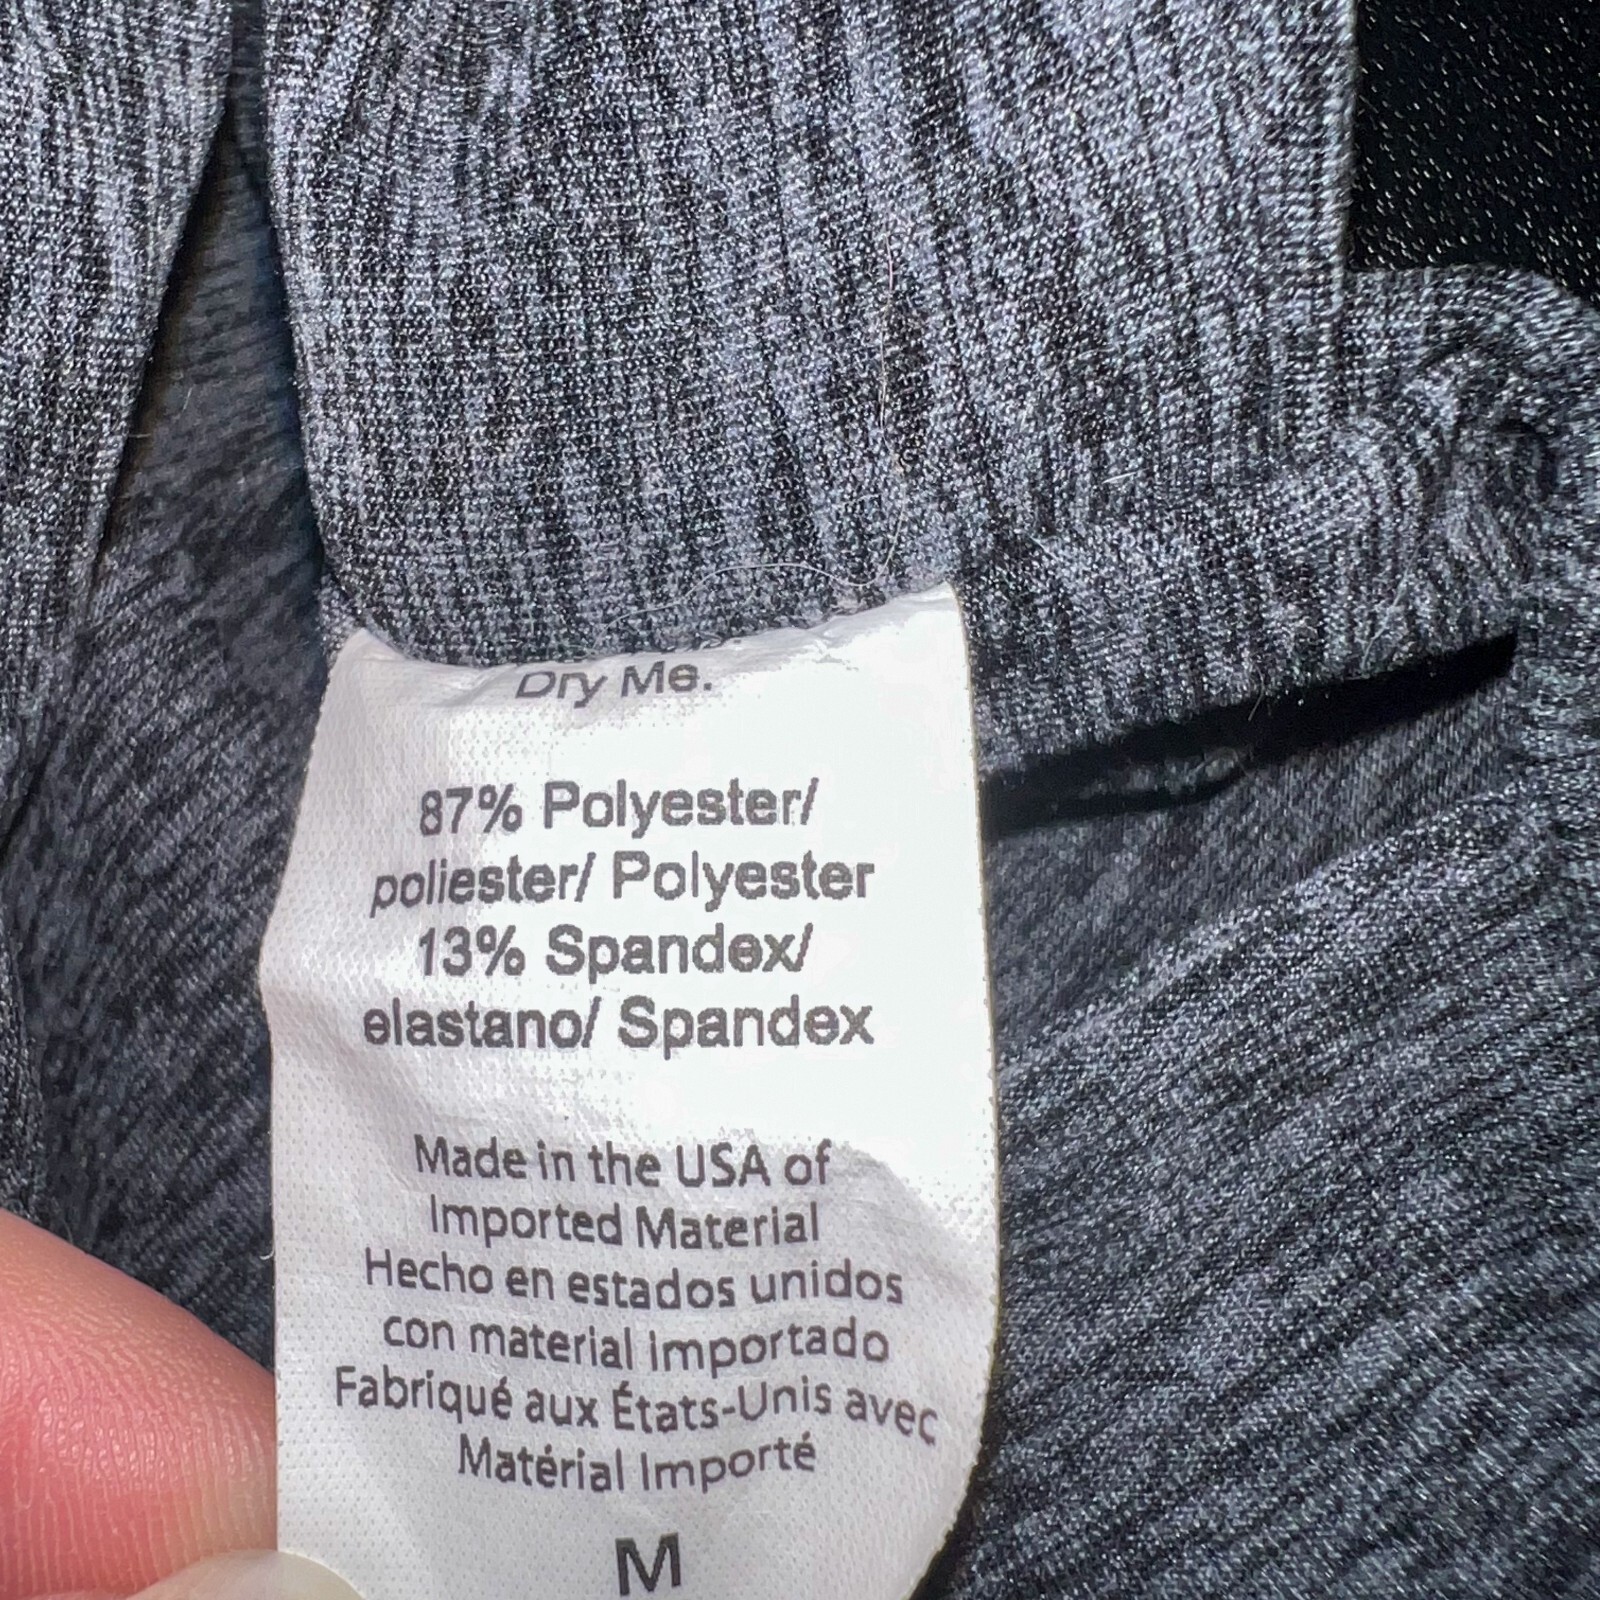 Dry Me.
87% Polyester/
poliester/ Polyester
13% Spandex/
elastano/ Spandex
Made in the USA of
Imported Material
Hecho en estados unidos
con material importado
Fabriqué aux États-Unis avec
Matérial Importé
M